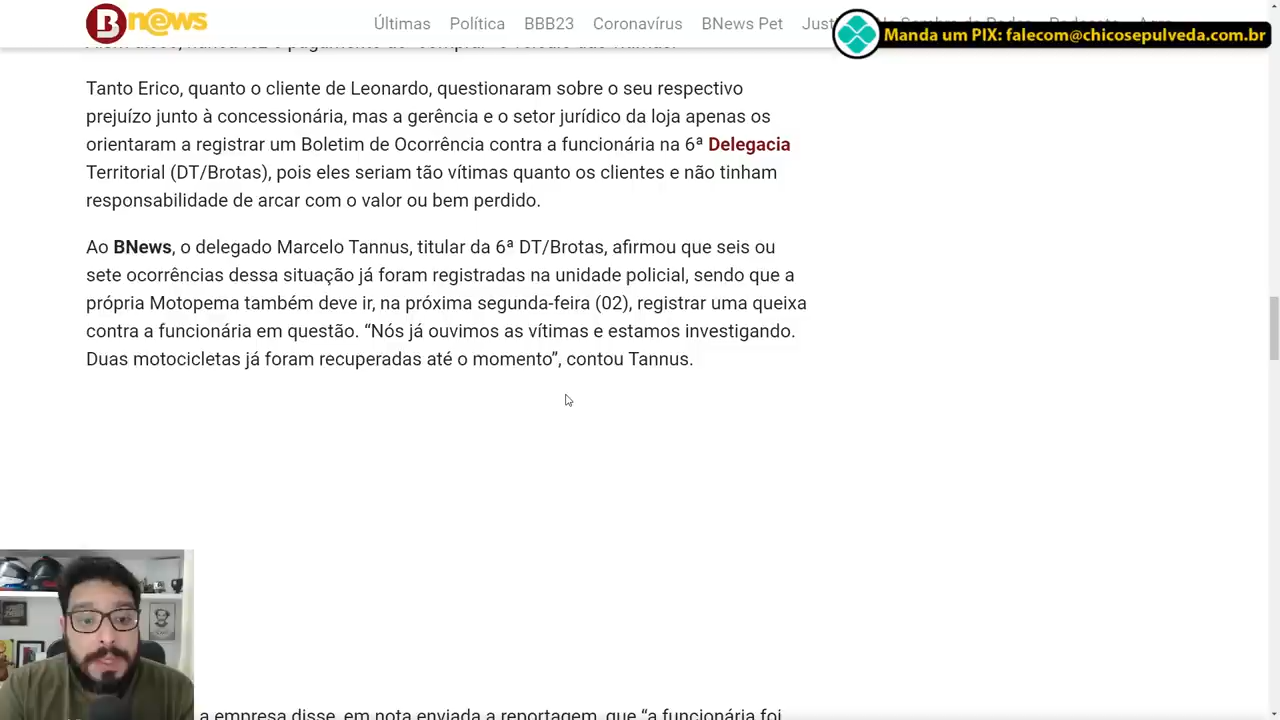 BNews
Últimas Política BBB23 Coronavírus BNews Pet
Manda um PIX: falecom@chicosepulveda.com.br
Tanto Erico, quanto o cliente de Leonardo, questionaram sobre o seu respectivo
prejuízo junto à concessionária, mas a gerência e o setor jurídico da loja apenas os
orientaram a registrar um Boletim de Ocorrência contra a funcionária na 6ª Delegacia
Territorial (DT/Brotas), pois eles seriam tão vítimas quanto os clientes e não tinham
responsabilidade de arcar com o valor ou bem perdido.
Ao BNews, o delegado Marcelo Tannus, titular da 6ª DT/Brotas, afirmou que seis ou
sete ocorrências dessa situação já foram registradas na unidade policial, sendo que a
própria Motopema também deve ir, na próxima segunda-feira (02), registrar uma queixa
contra a funcionária em questão. “Nós já ouvimos as vítimas e estamos investigando.
Duas motocicletas já foram recuperadas até o momento”, contou Tannus.
a empresa disse, em nota enviada a reportagem, que “a funcionária foi